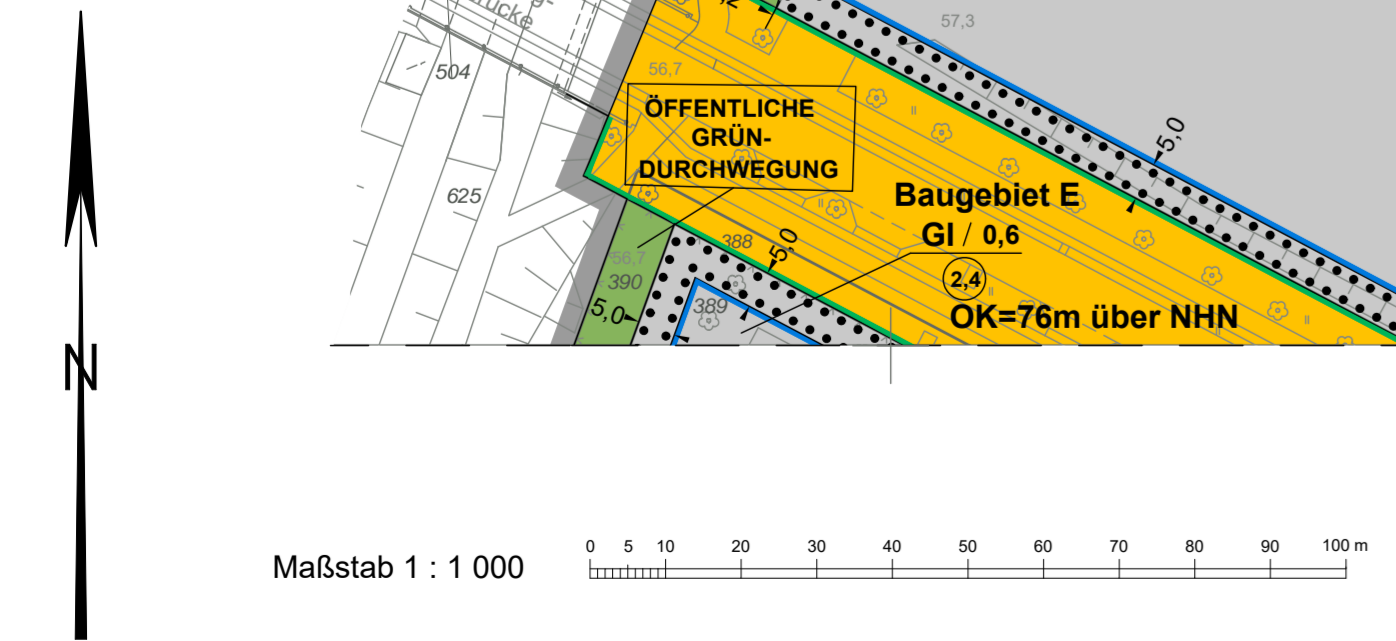 57,3
504
56,7
5,0
ÖFFENTLICHE
GRÜN-
DURCHWEGUNG
625
Baugebiet E
GI / 0,6
388
5,0
56,7
390
2,4
389
5,0
OK=76m über NHN
N
Maßstab 1 : 1 000
0 5 10 20 30 40 50 60 70 80 90 100 m